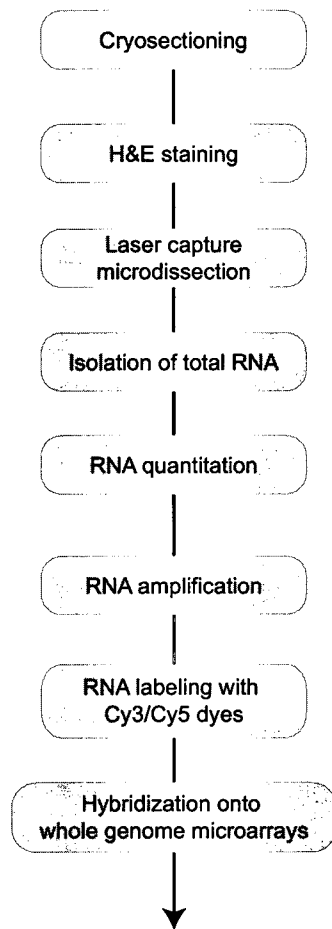 Cryosectioning
H&E staining
Laser capture
microdissection
Isolation of total RNA
RNA quantitation
RNA amplification
RNA labeling with
Cy3/Cy5 dyes
Hybridization onto
whole genome microarrays